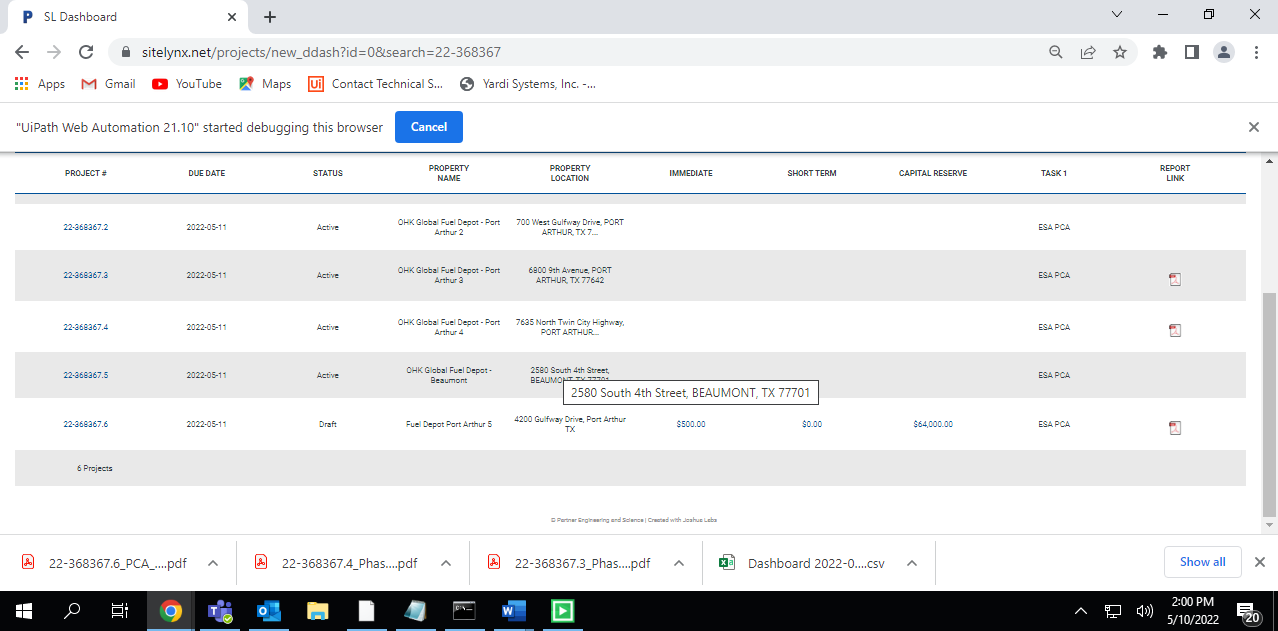 SL Dashboard
sitelynx.net/projects/new_ddash?id=0&search=22-368367
Apps Gmail YouTube Maps Contact Technical S... Yardi Systems, Inc. -...
"UiPath Web Automation 21.10" started debugging this browser Cancel
PROJECT # DUE DATE STATUS PROPERTY NAME PROPERTY LOCATION IMMEDIATE SHORT TERM CAPITAL RESERVE TASK 1 REPORT LINK
22-368367.2 2022-05-11 Active OHK Global Fuel Depot - Port Arthur 2 700 West Gulfway Drive, PORT ARTHUR, TX 7... ESA PCA
22-368367.3 2022-05-11 Active OHK Global Fuel Depot - Port Arthur 3 6800 9th Avenue, PORT ARTHUR, TX 77642 ESA PCA
22-368367.4 2022-05-11 Active OHK Global Fuel Depot - Port Arthur 4 7635 North Twin City Highway, PORT ARTHUR... ESA PCA
22-368367.5 2022-05-11 Active OHK Global Fuel Depot - Beaumont 2580 South 4th Street, BEAUMONT, TX 77701 ESA PCA
2580 South 4th Street, BEAUMONT, TX 77701
22-368367.6 2022-05-11 Draft Fuel Depot Port Arthur 5 4200 Gulfway Drive, Port Arthur TX $500.00 $0.00 $64,000.00 ESA PCA
6 Projects
© Partner Engineering and Science | Created with Joshua Labs
22-368367.6_PCA_....pdf 22-368367.4_Phas....pdf 22-368367.3_Phas....pdf Dashboard 2022-0....csv Show all
2:00 PM
5/10/2022
20